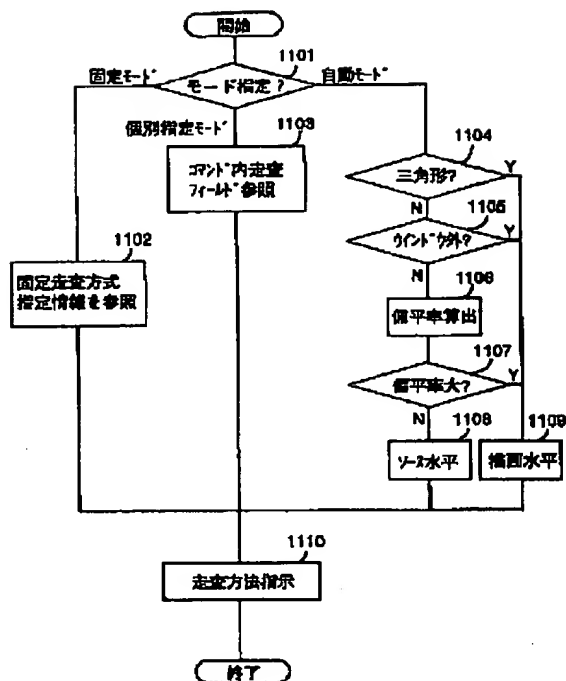 開始
1101
固定モード
モード指定?
自動モード
個別指定モード
1103
コマンド内走査
フィールド参照
1104
三角形?
Y
N
1105
ウインドウ外?
Y
N
1102
固定走査方式
指定情報を参照
1106
偏平率算出
1107
偏平率大?
Y
N
1108
ソース水平
1109
描画水平
1110
走査方法指示
終了